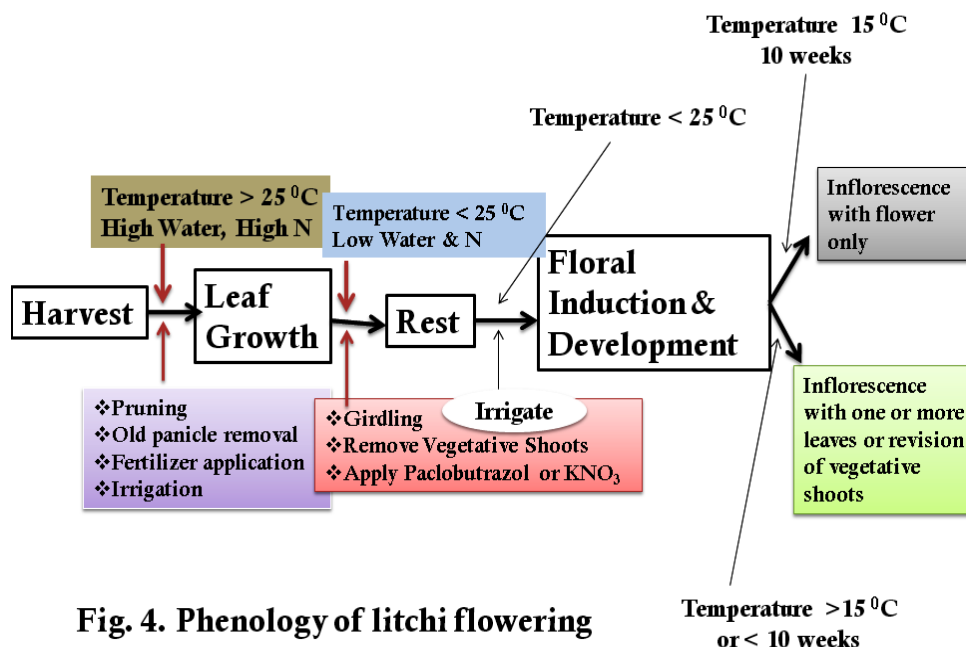 Temperature 15 ⁰C
10 weeks
Temperature < 25 ⁰C
Temperature > 25 ⁰C
High Water, High N
Temperature < 25 ⁰C
Low Water & N
Inflorescence
with flower
only
Harvest
Leaf
Growth
Rest
Floral
Induction &
Development
❖Pruning
❖Old panicle removal
❖Fertilizer application
❖Irrigation
Irrigate
❖Girdling
❖Remove Vegetative Shoots
❖Apply Paclobutrazol or KNO₃
Inflorescence
with one or more
leaves or revision
of vegetative
shoots
Temperature >15 ⁰C
or < 10 weeks
Fig. 4. Phenology of litchi flowering